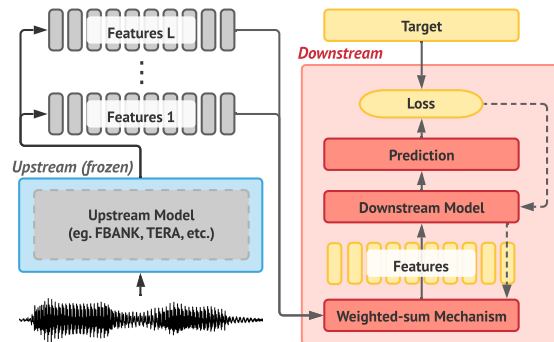 Features L
Features 1
Upstream (frozen)
Upstream Model
(eg. FBANK, TERA, etc.)
Target
Downstream
Loss
Prediction
Downstream Model
Features
Weighted-sum Mechanism